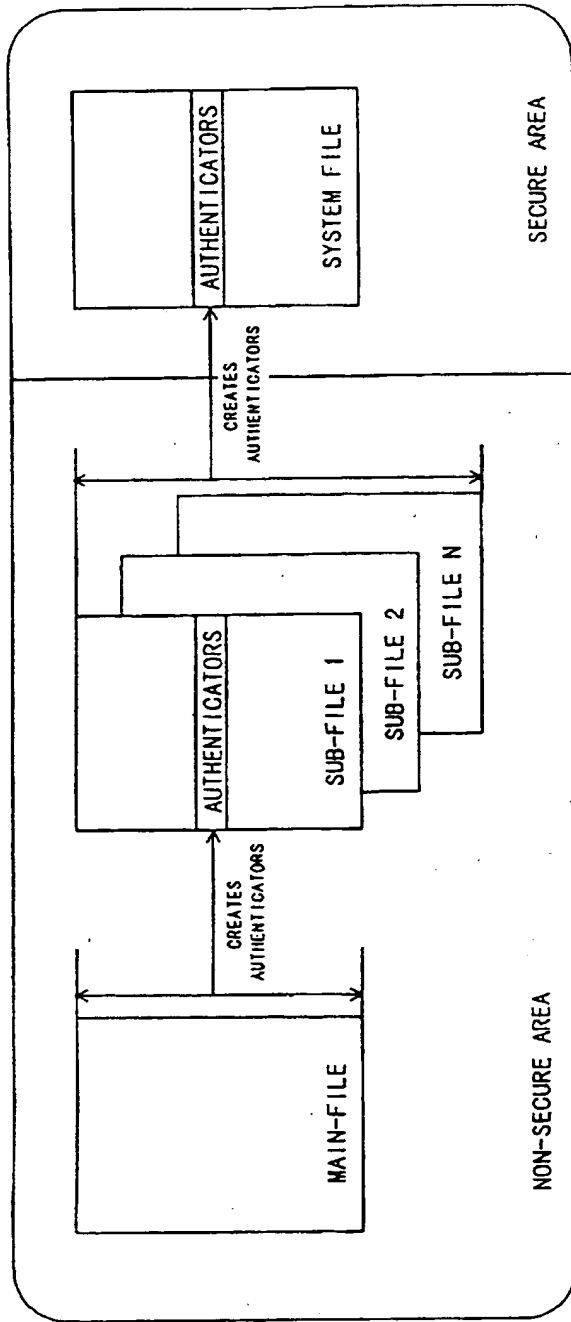 MAIN-FILE
CREATES
AUTHENTICATORS
AUTHENTICATORS
SUB-FILE 1
SUB-FILE 2
SUB-FILE N
CREATES
AUTHENTICATORS
AUTHENTICATORS
SYSTEM FILE
NON-SECURE AREA
SECURE AREA